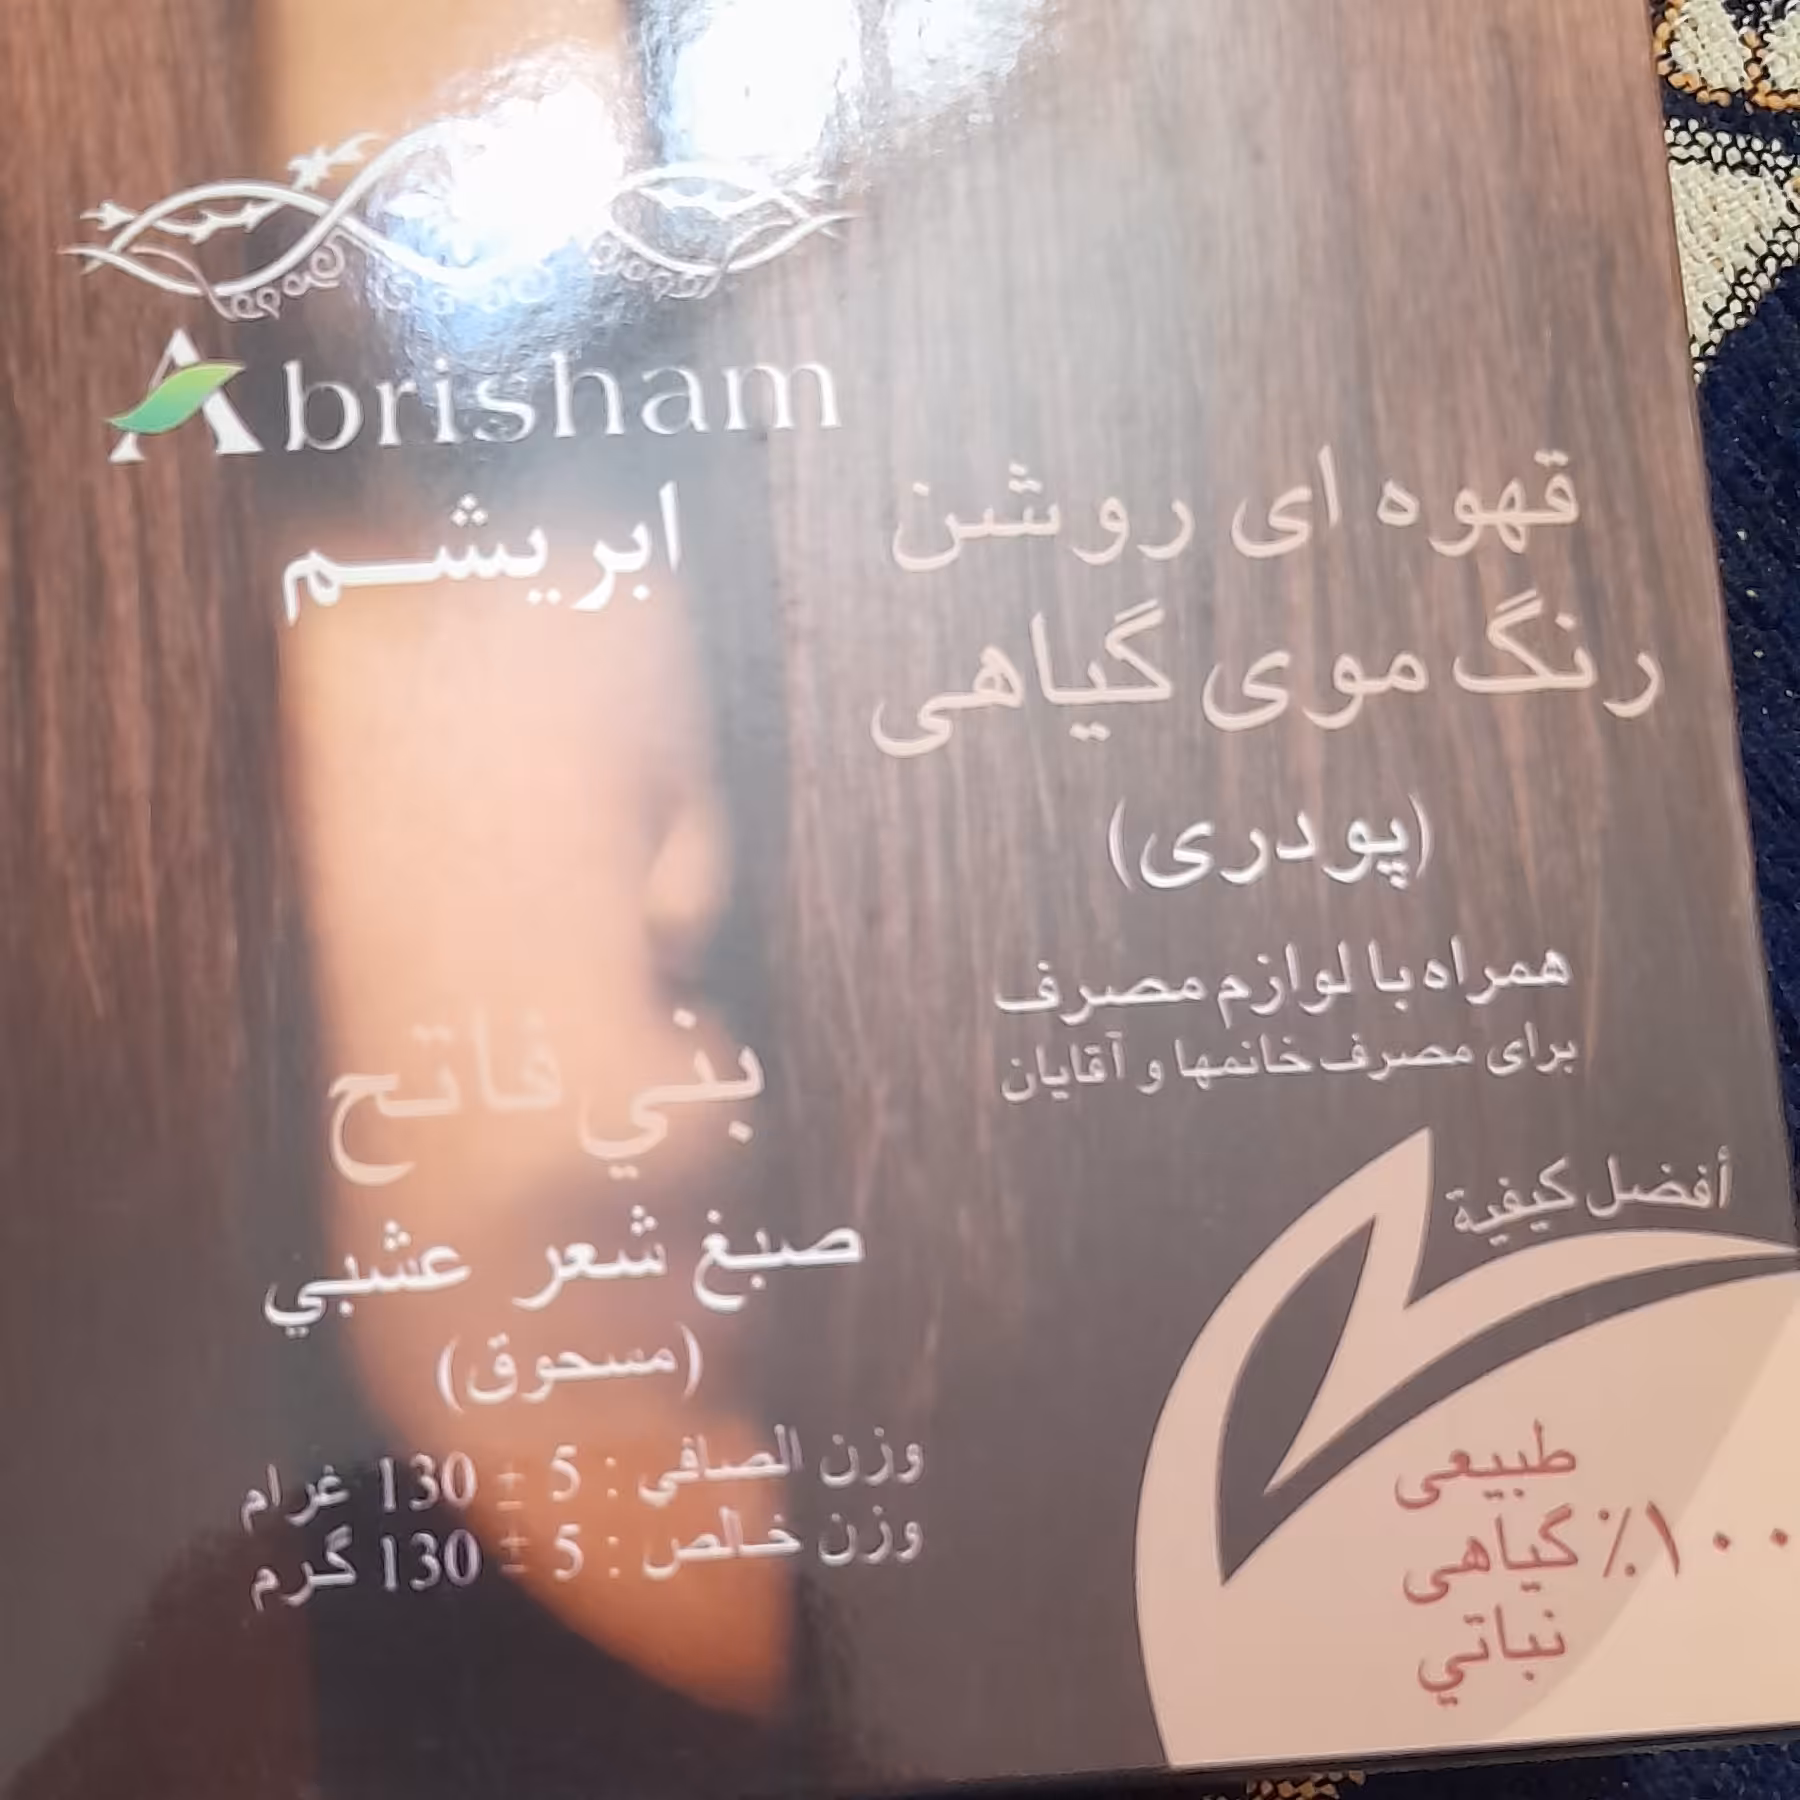 Abrisham
ابریشم
قهوه ای روشن
رنگ موی گیاهی
(پودری)
همراه با لوازم مصرف
برای مصرف خانمها و آقایان
بني فاتح
صبغ شعر عشبي
(مسحوق)
وزن الصافي : 5 ± 130 غرام
وزن خالص : 5 ± 130 گرم
أفضل كيفية
طبیعی
۱۰۰٪ گیاهی
نباتي